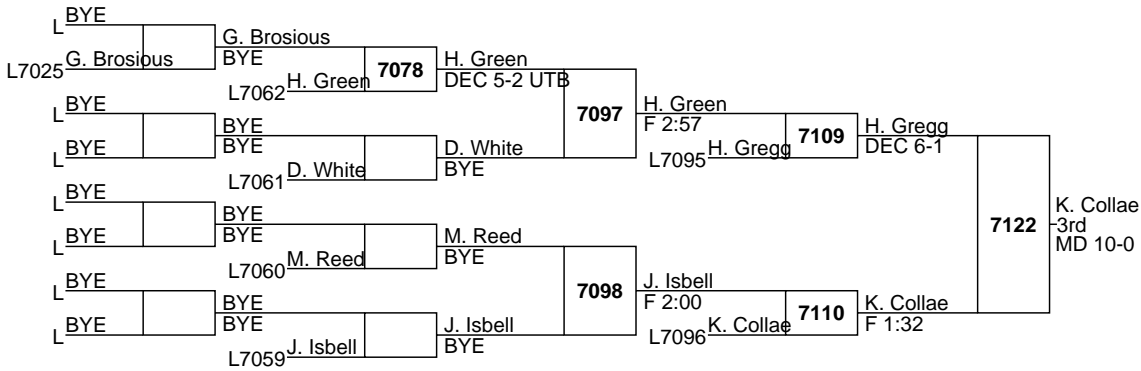 L BYE
L7025 G. Brosious
G. Brosious
BYE
L7062 H. Green
7078
H. Green
DEC 5-2 UTB
L BYE
L BYE
BYE
BYE
L7061 D. White
D. White
BYE
7097
H. Green
F 2:57
L7095 H. Gregg
7109
H. Gregg
DEC 6-1
L BYE
L BYE
BYE
BYE
L7060 M. Reed
M. Reed
BYE
L BYE
L BYE
BYE
BYE
L7059 J. Isbell
J. Isbell
BYE
7098
J. Isbell
F 2:00
L7096 K. Collae
7110
K. Collae
F 1:32
7122
K. Collae
3rd
MD 10-0